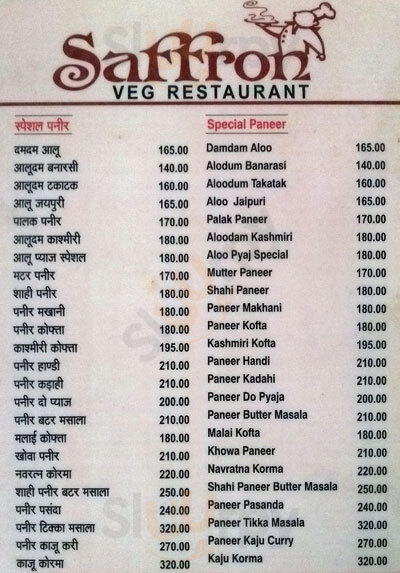 Saffron
VEG RESTAURANT
स्पेशल पनीर
दमदम आलू 165.00
आलूदम बनारसी 140.00
आलूदम टकाटक 160.00
आलू जयपुरी 165.00
पालक पनीर 170.00
आलूदम काश्मीरी 180.00
आलू प्याज स्पेशल 180.00
मटर पनीर 170.00
शाही पनीर 180.00
पनीर मखानी 180.00
पनीर कोफ्ता 180.00
काश्मीरी कोफ्ता 195.00
पनीर हाण्डी 210.00
पनीर कड़ाही 210.00
पनीर दो प्याज 200.00
पनीर बटर मसाला 210.00
मलाई कोफ्ता 180.00
खोवा पनीर 210.00
नवरत्न कोरमा 220.00
शाही पनीर बटर मसाला 250.00
पनीर पसंदा 240.00
पनीर टिक्का मसाला 320.00
पनीर काजू करी 270.00
काजू कोरमा 320.00
Special Paneer
Damdam Aloo 165.00
Alodum Banarasi 140.00
Aloodum Takatak 160.00
Aloo Jaipuri 165.00
Palak Paneer 170.00
Aloodam Kashmiri 180.00
Aloo Pyaj Special 180.00
Mutter Paneer 170.00
Shahi Paneer 180.00
Paneer Makhani 180.00
Paneer Kofta 180.00
Kashmiri Kofta 195.00
Paneer Handi 210.00
Paneer Kadahi 210.00
Paneer Do Pyaja 200.00
Paneer Butter Masala 210.00
Malai Kofta 180.00
Khowa Paneer 210.00
Navratna Korma 220.00
Shahi Paneer Butter Masala 250.00
Paneer Pasanda 240.00
Paneer Tikka Masala 320.00
Paneer Kaju Curry 270.00
Kaju Korma 320.00